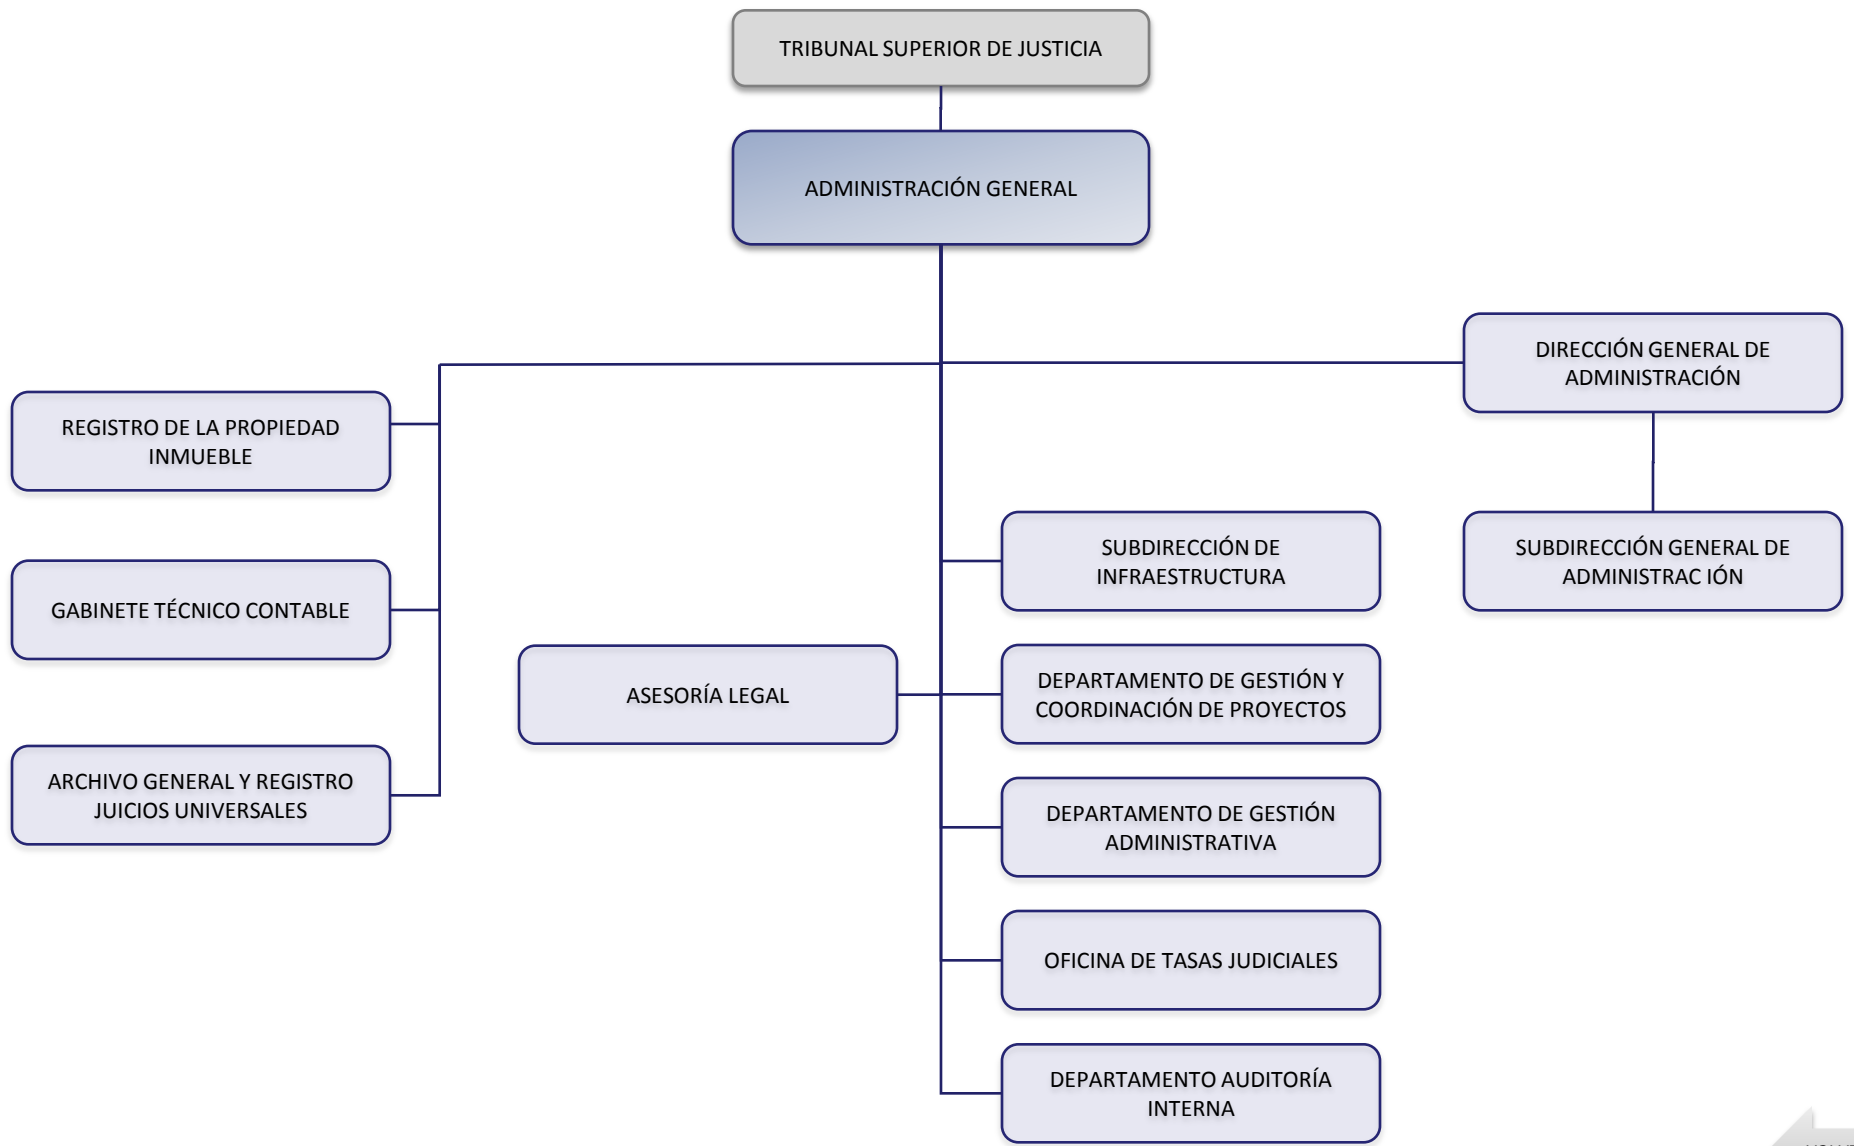 TRIBUNAL SUPERIOR DE JUSTICIA
ADMINISTRACIÓN GENERAL
DIRECCIÓN GENERAL DE
ADMINISTRACIÓN
REGISTRO DE LA PROPIEDAD
INMUEBLE
SUBDIRECCIÓN DE
INFRAESTRUCTURA
SUBDIRECCIÓN GENERAL DE
ADMINISTRAC IÓN
GABINETE TÉCNICO CONTABLE
ASESORÍA LEGAL
DEPARTAMENTO DE GESTIÓN Y
COORDINACIÓN DE PROYECTOS
ARCHIVO GENERAL Y REGISTRO
JUICIOS UNIVERSALES
DEPARTAMENTO DE GESTIÓN
ADMINISTRATIVA
OFICINA DE TASAS JUDICIALES
DEPARTAMENTO AUDITORÍA
INTERNA